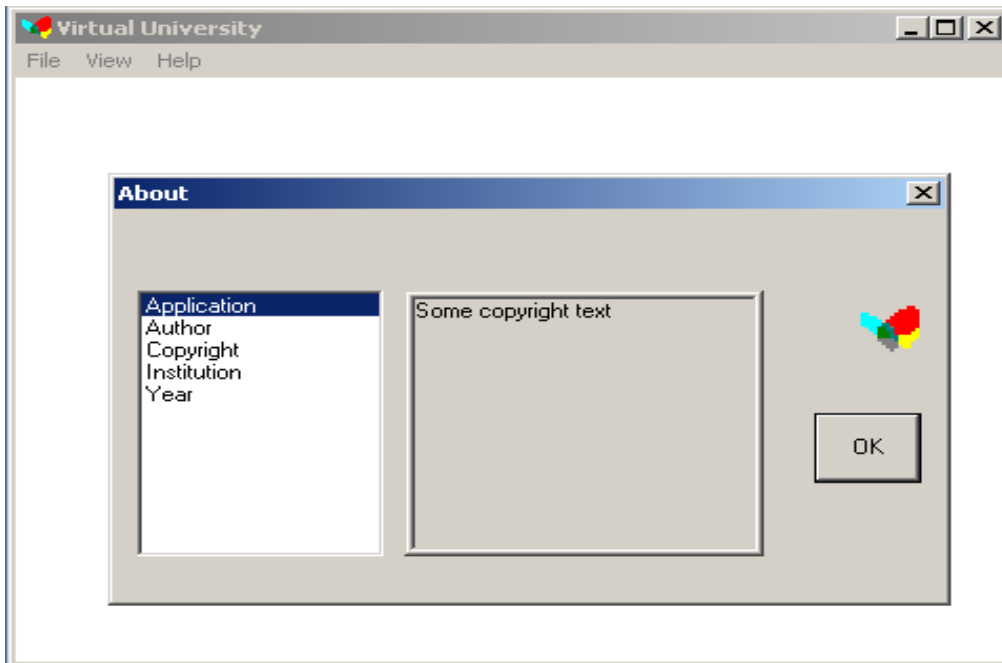 Virtual University
File View Help
About
Application
Author
Copyright
Institution
Year
Some copyright text
OK